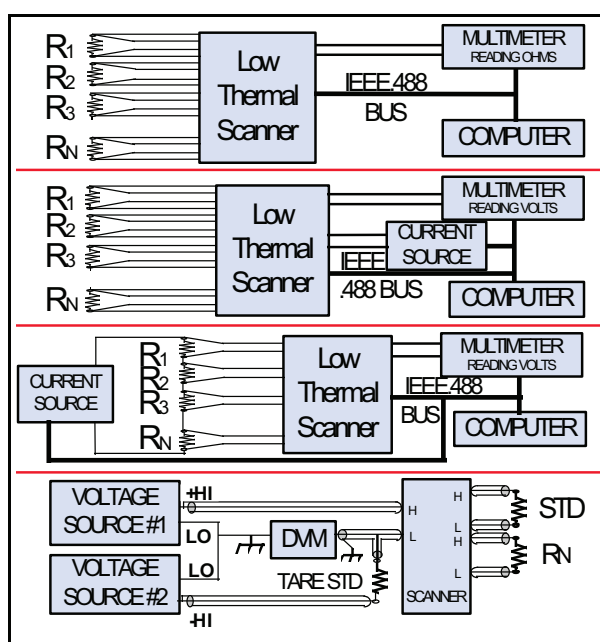 R1
R2
R3
RN
Low
Thermal
Scanner
MULTIMETER
READING OHMS
IEEE.488
BUS
COMPUTER
R1
R2
R3
RN
Low
Thermal
Scanner
MULTIMETER
READING VOLTS
CURRENT
SOURCE
IEEE
.488 BUS
COMPUTER
CURRENT
SOURCE
R1
R2
R3
RN
Low
Thermal
Scanner
MULTIMETER
READING VOLTS
IEEE.488
BUS
COMPUTER
VOLTAGE
SOURCE #1
+HI
LO
VOLTAGE
SOURCE #2
LO
-HI
DVM
TARE STD
H
L
SCANNER
H
L
H
L
STD
RN